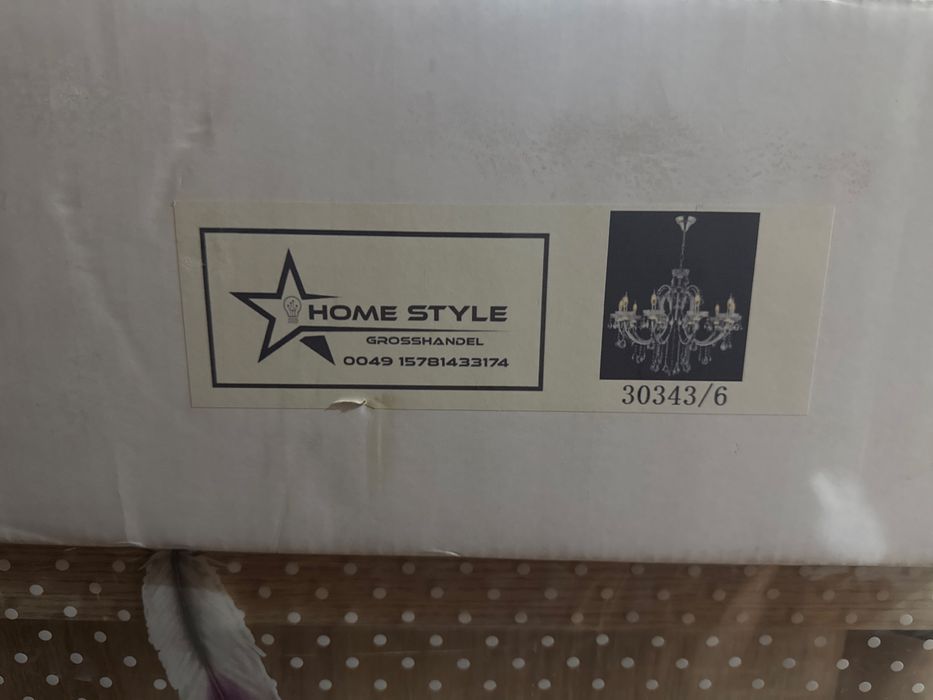 HOME STYLE
GROSSHANDEL
0049 15781433174
30343/6